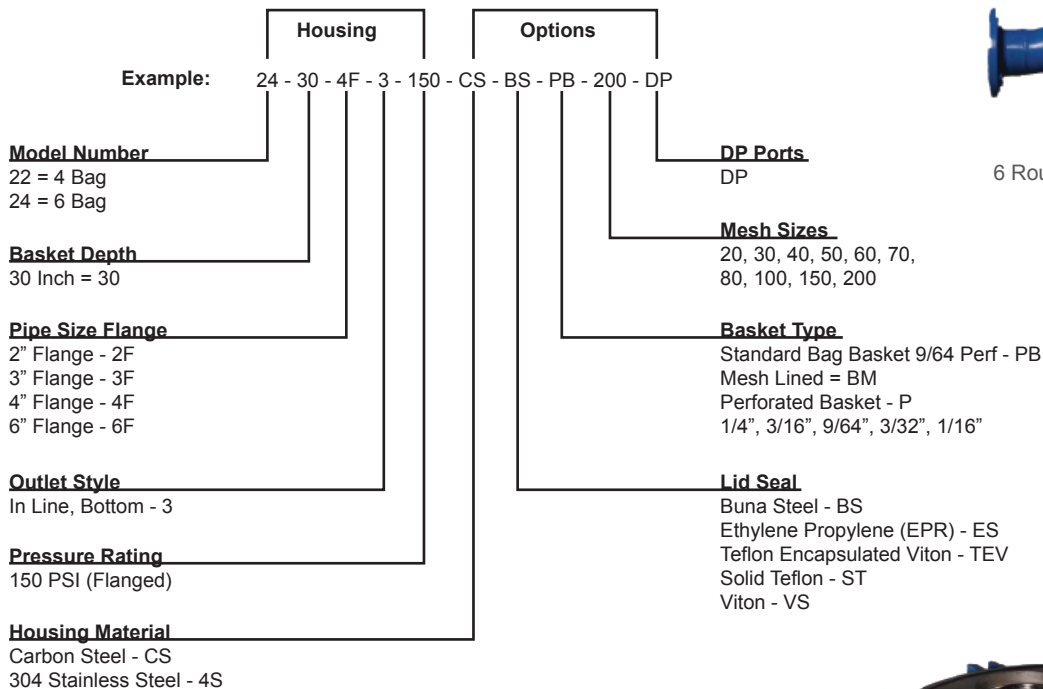 Housing
Options
Example:
24 - 30 - 4F - 3 - 150 - CS - BS - PB - 200 - DP
Model Number
22 = 4 Bag
24 = 6 Bag
Basket Depth
30 Inch = 30
Pipe Size Flange
2” Flange - 2F
3” Flange - 3F
4” Flange - 4F
6” Flange - 6F
Outlet Style
In Line, Bottom - 3
Pressure Rating
150 PSI (Flanged)
Housing Material
Carbon Steel - CS
304 Stainless Steel - 4S
DP Ports
DP
Mesh Sizes
20, 30, 40, 50, 60, 70,
80, 100, 150, 200
Basket Type
Standard Bag Basket 9/64 Perf - PB
Mesh Lined = BM
Perforated Basket - P
1/4”, 3/16”, 9/64”, 3/32”, 1/16”
Lid Seal
Buna Steel - BS
Ethylene Propylene (EPR) - ES
Teflon Encapsulated Viton - TEV
Solid Teflon - ST
Viton - VS
6